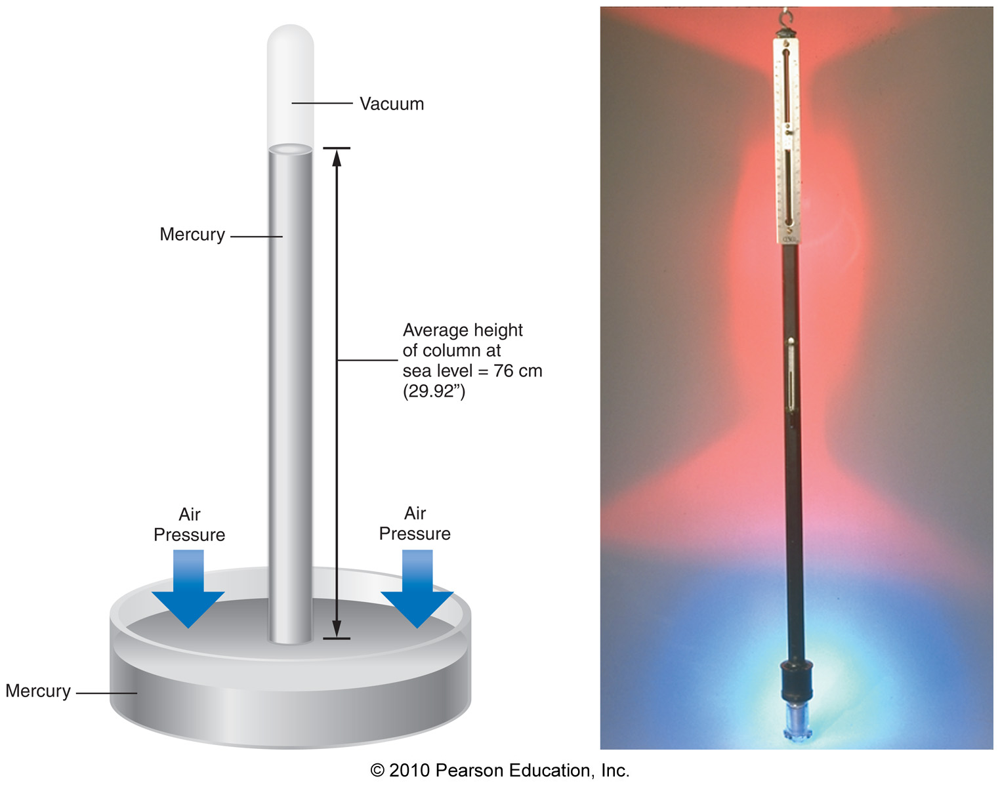 Vacuum
Mercury
Average height
of column at
sea level = 76 cm
(29.92”)
Air
Pressure
Air
Pressure
Mercury
© 2010 Pearson Education, Inc.